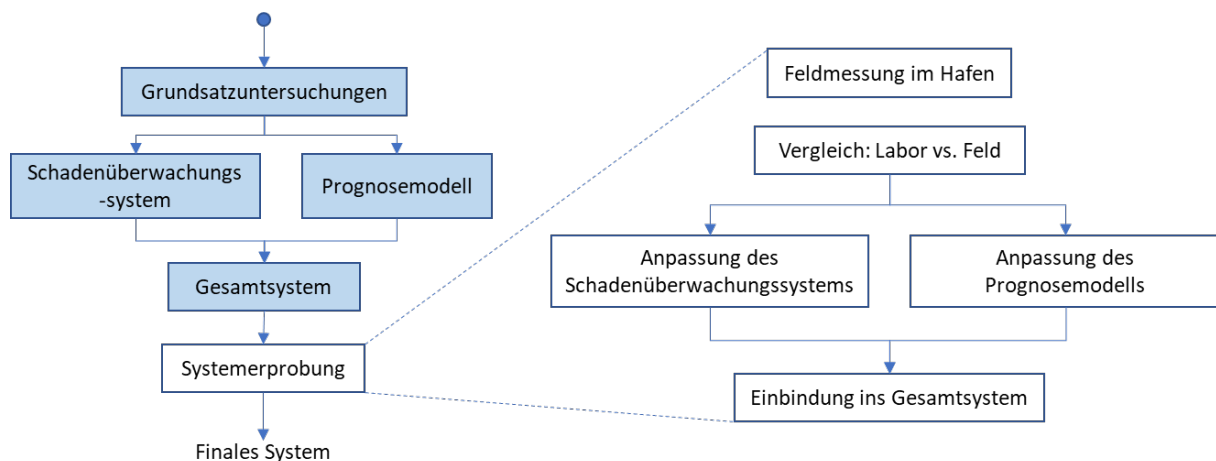 Grundsatzuntersuchungen
Schadenüberwachungs
-system
Prognosemodell
Gesamtsystem
Systemerprobung
Finales System
Feldmessung im Hafen
Vergleich: Labor vs. Feld
Anpassung des
Schadenüberwachungssystems
Anpassung des
Prognosemodells
Einbindung ins Gesamtsystem